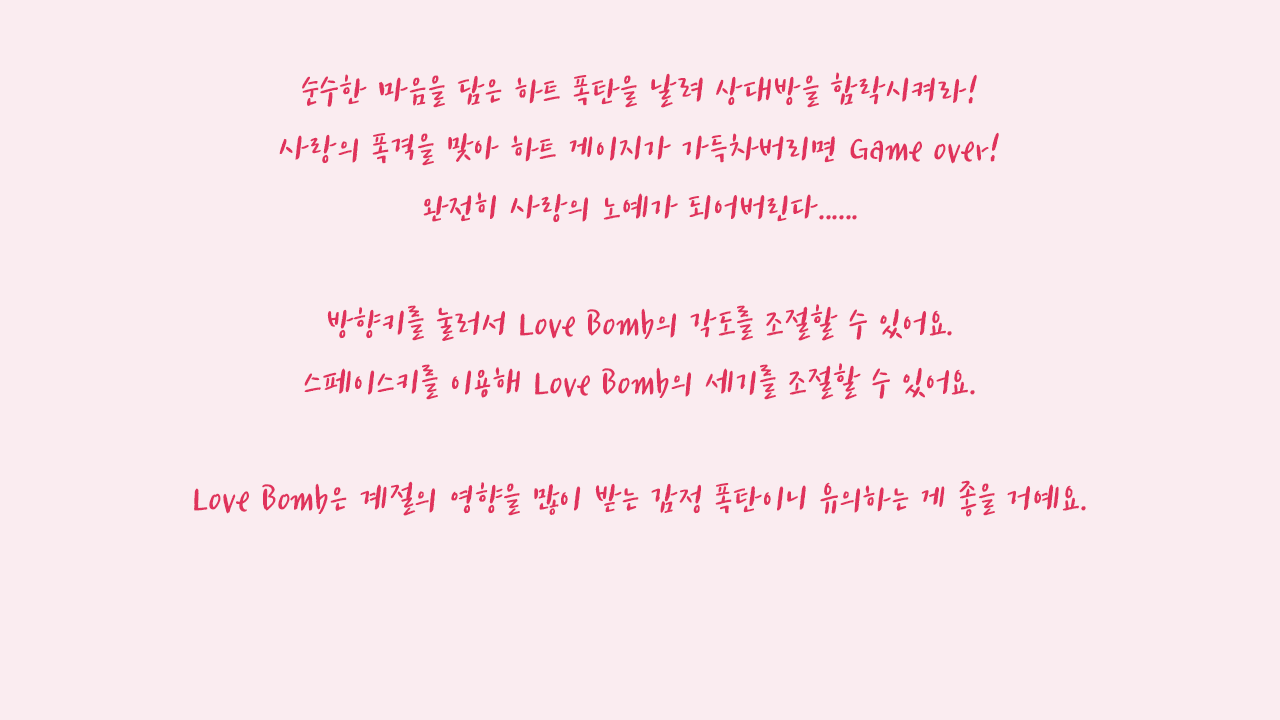 순수한 마음을 담은 하트 폭탄을 날려 상대방을 함락시켜라!
사랑의 폭격을 맞아 하트 게이지가 가득차버리면 Game over!
완전히 사랑의 노예가 되어버린다......
방향키를 눌러서 Love Bomb의 각도를 조절할 수 있어요.
스페이스키를 이용해 Love Bomb의 세기를 조절할 수 있어요.
Love Bomb은 계절의 영향을 많이 받는 감정 폭탄이니 유의하는 게 좋을 거예요.